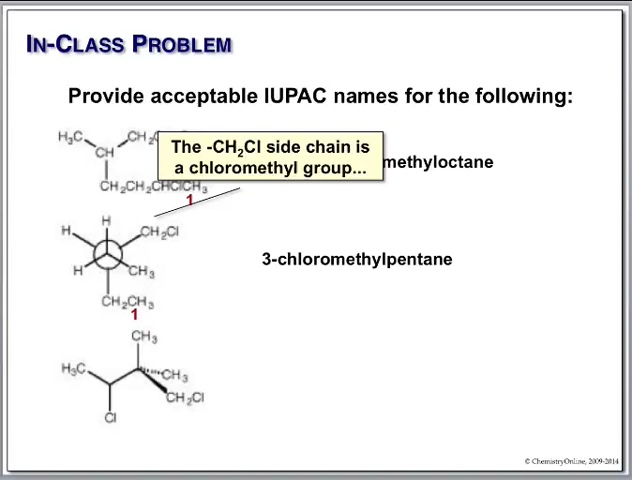 IN-CLASS PROBLEM
Provide acceptable IUPAC names for the following:
H₃C
CH₂
CH
The -CH₂Cl side chain is
a chloromethyl group...
methyloctane
CH₂CH₂CHClCH₃
1
H
H
CH₂Cl
H
CH₃
3-chloromethylpentane
CH₂CH₃
1
CH₃
H₃C
CH₃
CH₂Cl
Cl
© ChemistryOnline, 2009-2014